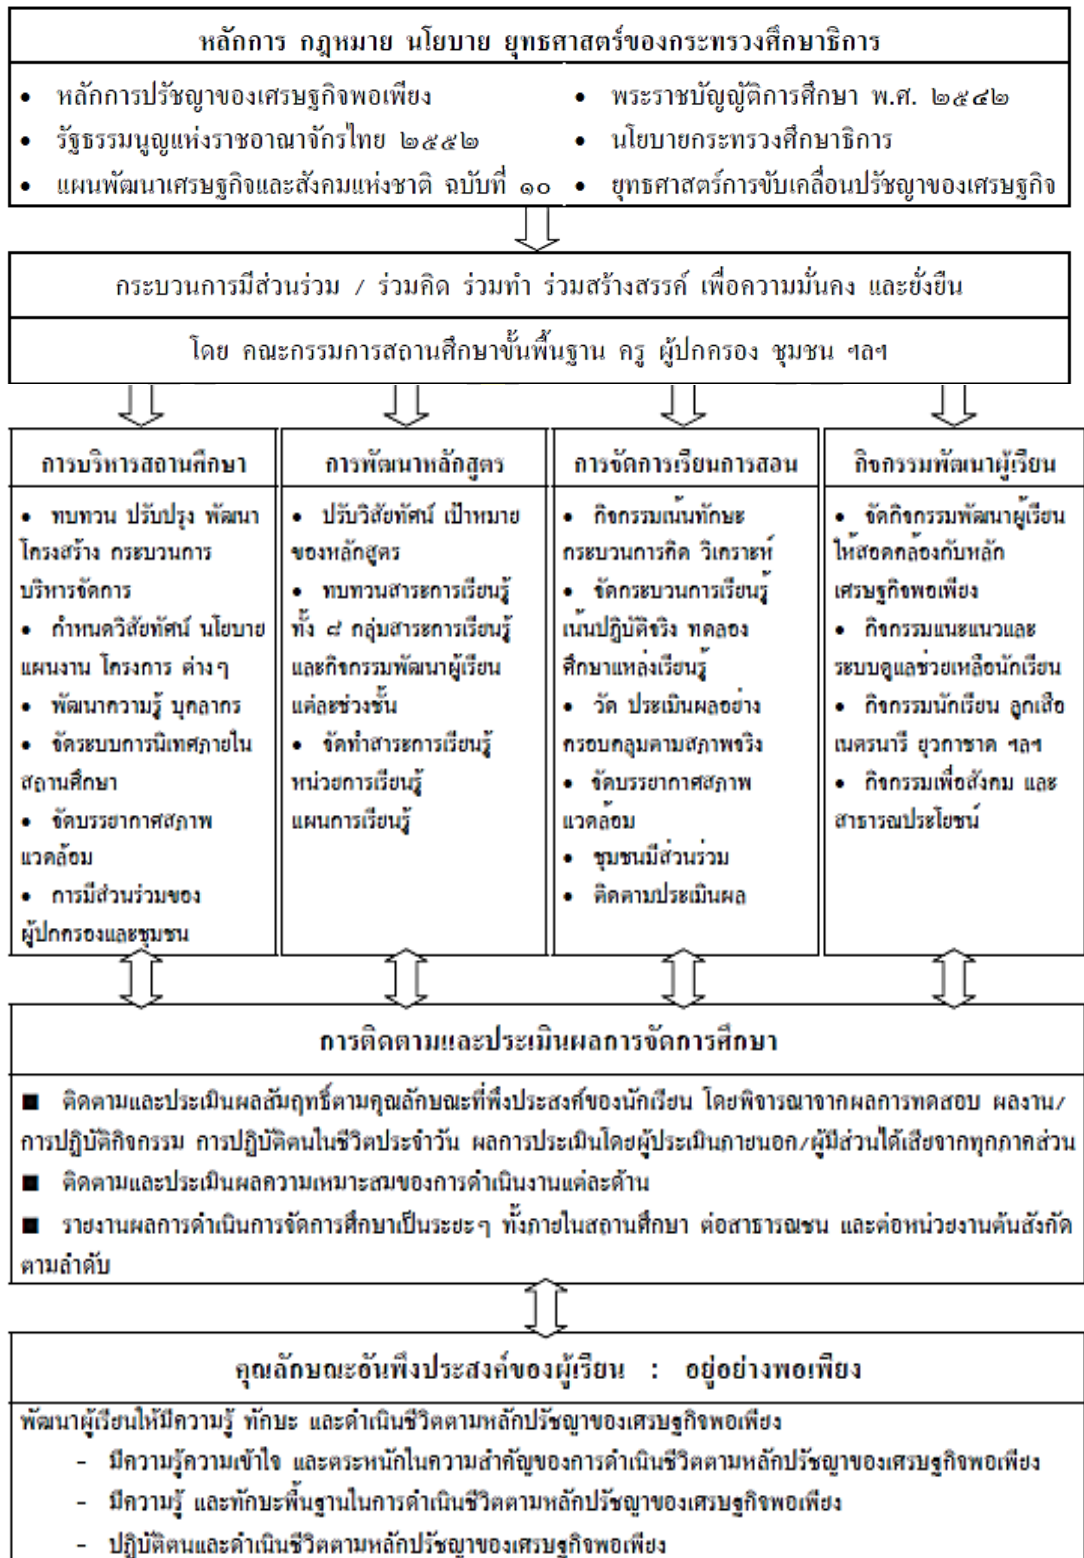 หลักการ กฎหมาย นโยบาย ยุทธศาสตร์ของกระทรวงศึกษาธิการ
• หลักการปรัชญาของเศรษฐกิจพอเพียง
• รัฐธรรมนูญแห่งราชอาณาจักรไทย ๒๕๕๒
• แผนพัฒนาเศรษฐกิจและสังคมแห่งชาติ ฉบับที่ ๑๐
• พระราชบัญญัติการศึกษา พ.ศ. ๒๕๔๒
• นโยบายกระทรวงศึกษาธิการ
• ยุทธศาสตร์การขับเคลื่อนปรัชญาของเศรษฐกิจ
กระบวนการมีส่วนร่วม / ร่วมคิด ร่วมทำ ร่วมสร้างสรรค์ เพื่อความมั่นคง และยั่งยืน
โดย คณะกรรมการสถานศึกษาขั้นพื้นฐาน ครู ผู้ปกครอง ชุมชน ฯลฯ
การบริหารสถานศึกษา
• ทบทวน ปรับปรุง พัฒนา
โครงสร้าง กระบวนการ
บริหารจัดการ
• กำหนดวิสัยทัศน์ นโยบาย
แผนงาน โครงการ ต่างๆ
• พัฒนาความรู้ บุคลากร
• จัดระบบการนิเทศภายใน
สถานศึกษา
• จัดบรรยากาศสภาพ
แวดล้อม
• การมีส่วนร่วมของ
ผู้ปกครองและชุมชน
การพัฒนาหลักสูตร
• ปรับวิสัยทัศน์ เป้าหมาย
ของหลักสูตร
• ทบทวนสาระการเรียนรู้
ทั้ง ๘ กลุ่มสาระการเรียนรู้
และกิจกรรมพัฒนาผู้เรียน
แต่ละช่วงชั้น
• จัดทำสาระการเรียนรู้
หน่วยการเรียนรู้
แผนการเรียนรู้
การจัดการเรียนการสอน
• กิจกรรมเน้นทักษะ
กระบวนการคิด วิเคราะห์
• จัดกระบวนการเรียนรู้
เน้นปฏิบัติจริง ทดลอง
ศึกษาแหล่งเรียนรู้
• วัด ประเมินผลอย่าง
ครอบคลุมตามสภาพจริง
• จัดบรรยากาศสภาพ
แวดล้อม
• ชุมชนมีส่วนร่วม
• ติดตามประเมินผล
กิจกรรมพัฒนาผู้เรียน
• จัดกิจกรรมพัฒนาผู้เรียน
ให้สอดคล้องกับหลัก
เศรษฐกิจพอเพียง
• กิจกรรมแนะแนวและ
ระบบดูแลช่วยเหลือนักเรียน
• กิจกรรมนักเรียน ลูกเสือ
เนตรนารี ยุวกาชาด ฯลฯ
• กิจกรรมเพื่อสังคม และ
สาธารณประโยชน์
การติดตามและประเมินผลการจัดการศึกษา
■ ติดตามและประเมินผลสัมฤทธิ์ตามคุณลักษณะที่พึงประสงค์ของนักเรียน โดยพิจารณาจากผลการทดสอบ ผลงาน/
การปฏิบัติกิจกรรม การปฏิบัติตนในชีวิตประจำวัน ผลการประเมินโดยผู้ประเมินภายนอก/ผู้มีส่วนได้เสียจากทุกภาคส่วน
■ ติดตามและประเมินผลความเหมาะสมของการดำเนินงานแต่ละด้าน
■ รายงานผลการดำเนินการจัดการศึกษาเป็นระยะๆ ทั้งภายในสถานศึกษา ต่อสาธารณชน และต่อหน่วยงานต้นสังกัด
ตามลำดับ
คุณลักษณะอันพึงประสงค์ของผู้เรียน : อยู่อย่างพอเพียง
พัฒนาผู้เรียนให้มีความรู้ ทักษะ และดำเนินชีวิตตามหลักปรัชญาของเศรษฐกิจพอเพียง
- มีความรู้ความเข้าใจ และตระหนักในความสำคัญของการดำเนินชีวิตตามหลักปรัชญาของเศรษฐกิจพอเพียง
- มีความรู้ และทักษะพื้นฐานในการดำเนินชีวิตตามหลักปรัชญาของเศรษฐกิจพอเพียง
- ปฏิบัติตนและดำเนินชีวิตตามหลักปรัชญาของเศรษฐกิจพอเพียง